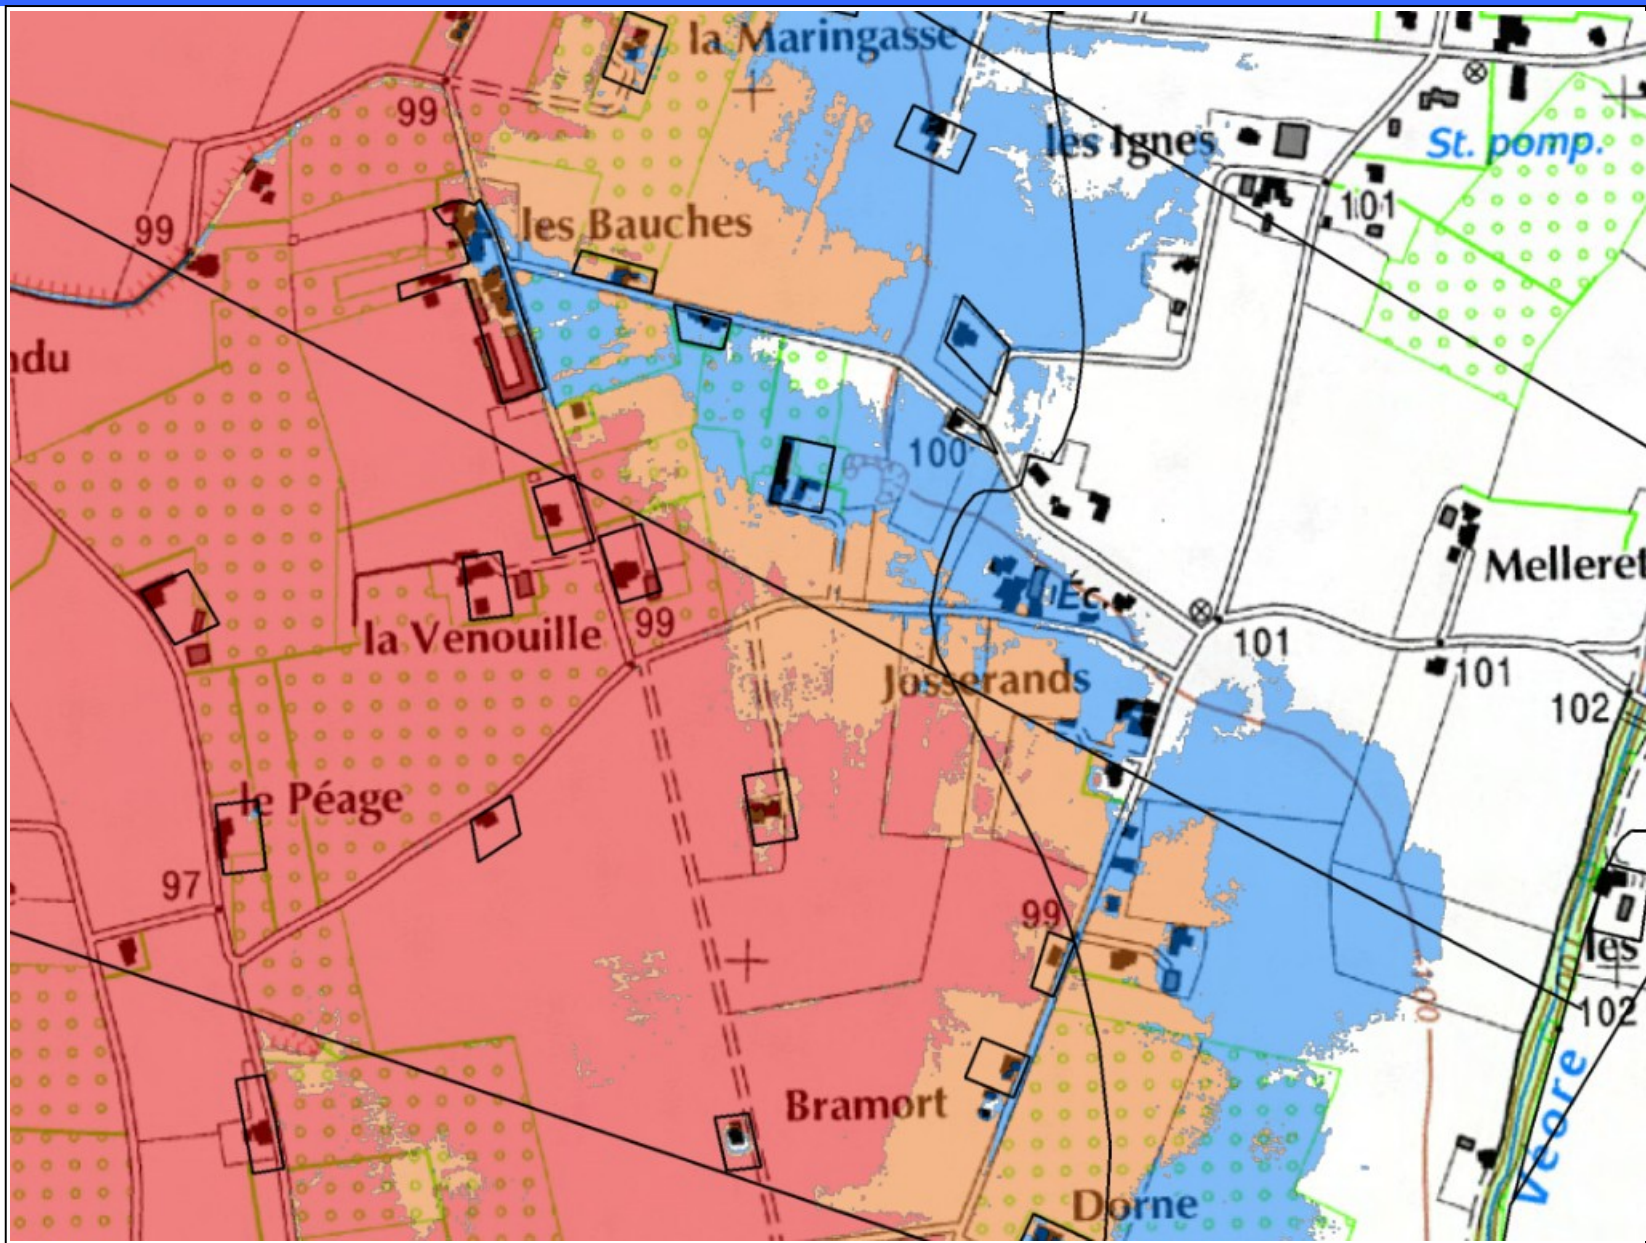 la Maringasse
99
les Ignes
St. pomp.
101
les Bauches
99
ndu
100
Melleret
Éc.
99
la Venouille
101
101
Josserands
102
le Péage
97
99
les
100
102
Bramort
Véore
Dorne